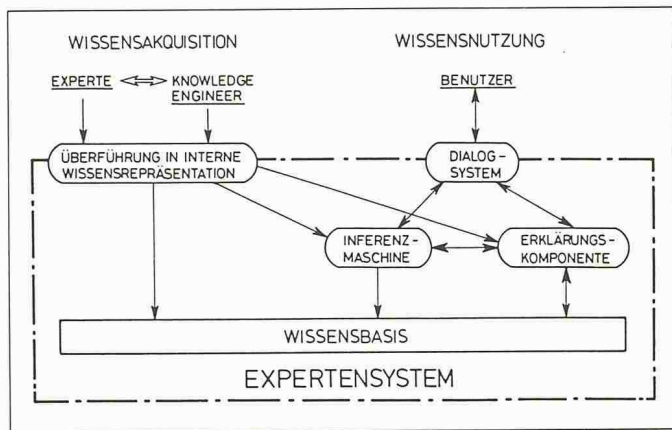 WISSENSAKQUISITION
WISSENSNUTZUNG
EXPERTE
KNOWLEDGE
ENGINEER
BENUTZER
ÜBERFÜHRUNG IN INTERNE
WISSENSREPRÄSENTATION
DIALOG-
SYSTEM
INFERENZ-
MASCHINE
ERKLÄRUNGS-
KOMPONENTE
WISSENSBASIS
EXPERTENSYSTEM